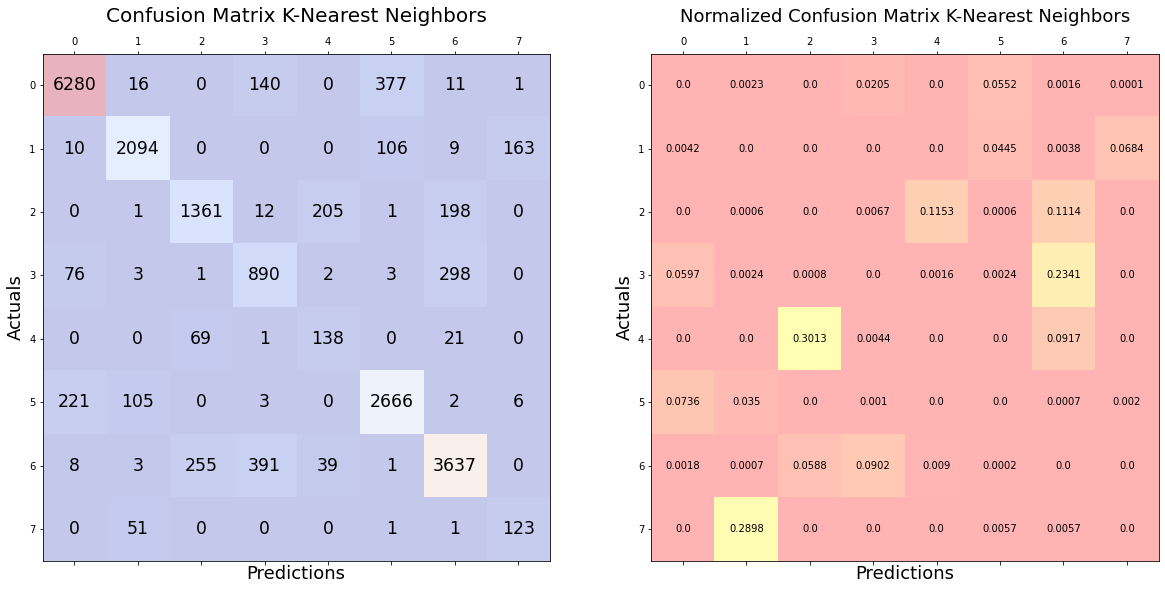 Confusion Matrix K-Nearest Neighbors
0 1 2 3 4 5 6 7
0 6280 16 0 140 0 377 11 1
1 10 2094 0 0 0 106 9 163
2 0 1 1361 12 205 1 198 0
3 76 3 1 890 2 3 298 0
4 0 0 69 1 138 0 21 0
5 221 105 0 3 0 2666 2 6
6 8 3 255 391 39 1 3637 0
7 0 51 0 0 0 1 1 123
Actuals
Predictions
Normalized Confusion Matrix K-Nearest Neighbors
0 1 2 3 4 5 6 7
0 0.0 0.0023 0.0 0.0205 0.0 0.0552 0.0016 0.0001
1 0.0042 0.0 0.0 0.0 0.0 0.0445 0.0038 0.0684
2 0.0 0.0006 0.0 0.0067 0.1153 0.0006 0.1114 0.0
3 0.0597 0.0024 0.0008 0.0 0.0016 0.0024 0.2341 0.0
4 0.0 0.0 0.3013 0.0044 0.0 0.0 0.0917 0.0
5 0.0736 0.035 0.0 0.001 0.0 0.0 0.0007 0.002
6 0.0018 0.0007 0.0588 0.0902 0.009 0.0002 0.0 0.0
7 0.0 0.2898 0.0 0.0 0.0 0.0057 0.0057 0.0
Actuals
Predictions